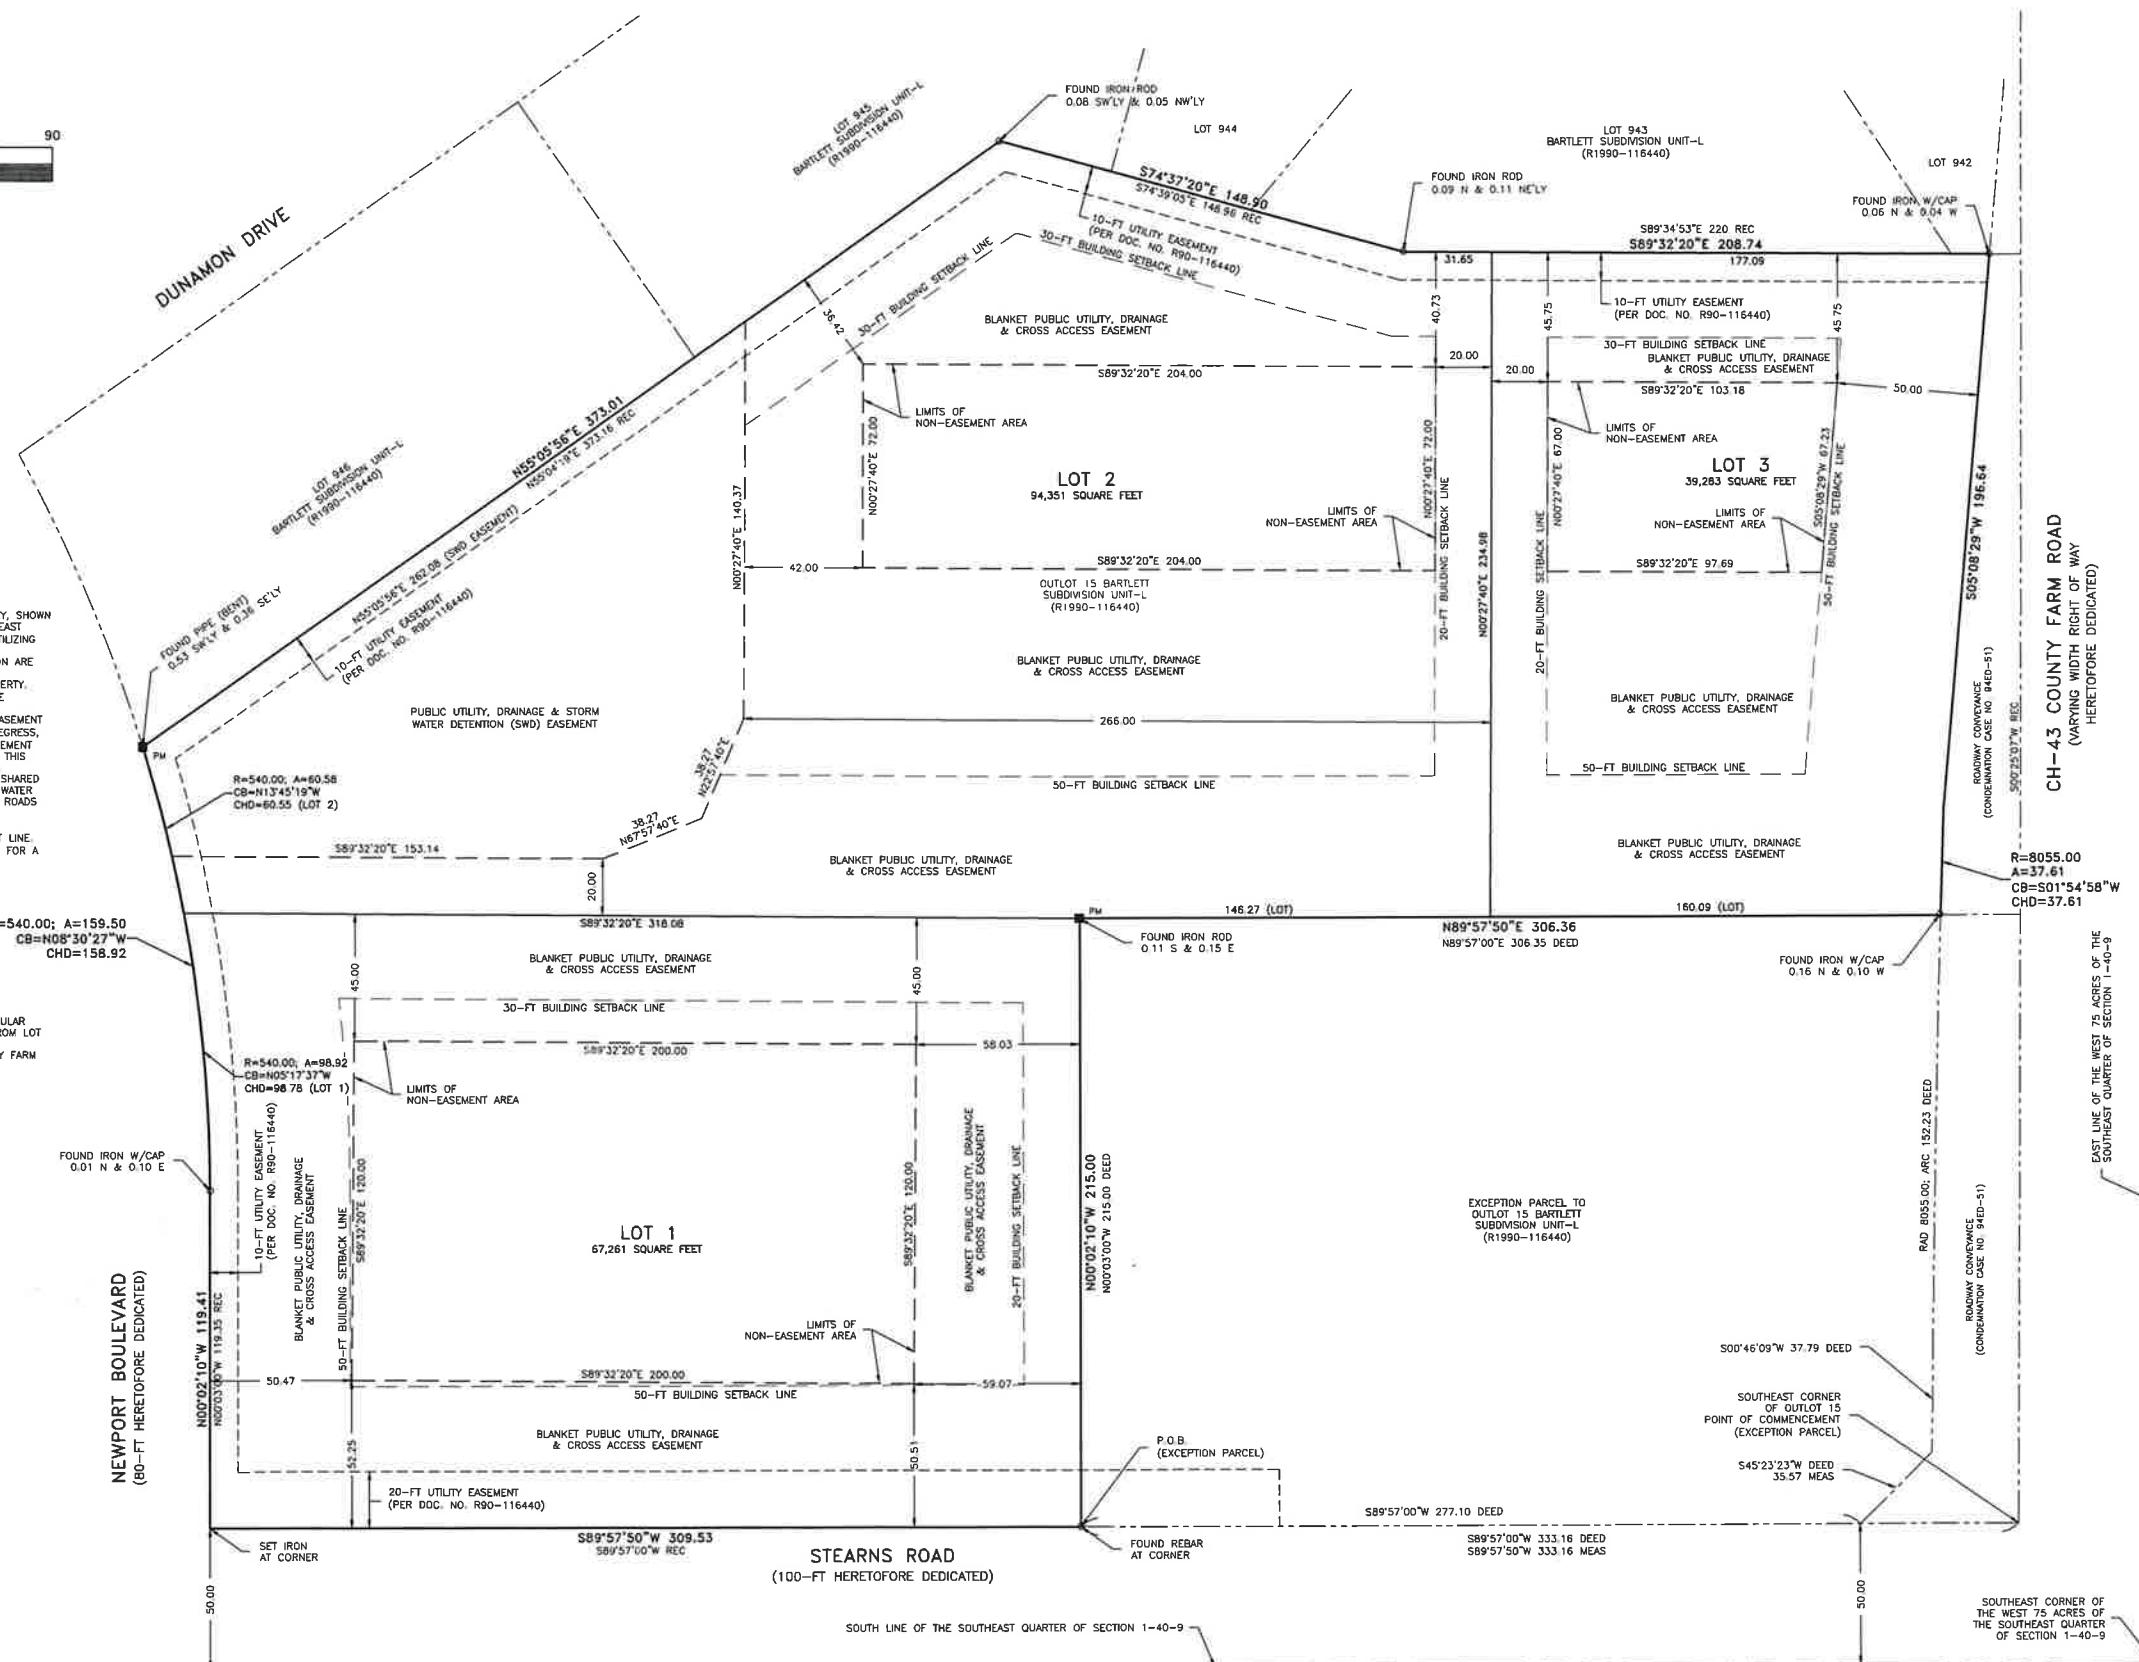 90
DUNAMON DRIVE
LOT 945
BARTLETT SUBDIVISION UNIT-L
(R1990-116440)
FOUND IRON ROD
0.08 SW'LY & 0.05 NW'LY
LOT 944
LOT 943
BARTLETT SUBDIVISION UNIT-L
(R1990-116440)
LOT 942
FOUND IRON ROD
0.09 N & 0.11 NE'LY
FOUND IRON W/CAP
0.06 N & 0.04 W
S74°37'20"E 148.90
S74°39'05"E 148.96 REC
S89°34'53"E 220 REC
S89°32'20"E 208.74
31.65
177.09
10-FT UTILITY EASEMENT
(PER DOC. NO. R90-116440)
30-FT BUILDING SETBACK LINE
30-FT BUILDING SETBACK LINE
36.42
BLANKET PUBLIC UTILITY, DRAINAGE
& CROSS ACCESS EASEMENT
40.73
45.75
10-FT UTILITY EASEMENT
(PER DOC. NO. R90-116440)
45.75
30-FT BUILDING SETBACK LINE
BLANKET PUBLIC UTILITY, DRAINAGE
& CROSS ACCESS EASEMENT
20.00
20.00
S89°32'20"E 204.00
S89°32'20"E 103.18
50.00
LIMITS OF
NON-EASEMENT AREA
LIMITS OF
NON-EASEMENT AREA
N55°05'56"E 373.01
N55°04'19"E 373.16 REC
LOT 946
BARTLETT SUBDIVISION UNIT-L
(R1990-116440)
N00°27'40"E 140.37
N00°27'40"E 72.00
LOT 2
94,351 SQUARE FEET
N00°27'40"E 72.00
N00°27'40"E 67.00
LOT 3
39,283 SQUARE FEET
S05°08'29"W 67.23
50-FT BUILDING SETBACK LINE
LIMITS OF
NON-EASEMENT AREA
LIMITS OF
NON-EASEMENT AREA
S05°08'29"W 196.64
CH-43 COUNTY FARM ROAD
(VARYING WIDTH RIGHT OF WAY
HERETOFORE DEDICATED)
N55°05'56"E 262.08 (SWD EASEMENT)
10-FT UTILITY EASEMENT
(PER DOC. NO. R90-116440)
42.00
S89°32'20"E 204.00
S89°32'20"E 97.69
OUTLOT 15 BARTLETT
SUBDIVISION UNIT-L
(R1990-116440)
20-FT BUILDING SETBACK LINE
N00°27'40"E 234.98
20-FT BUILDING SETBACK LINE
FOUND PIPE (BENT)
0.53 SW'LY & 0.36 SE'LY
Y, SHOWN
EAST
TILIZING
ON ARE
ERTY.
E
ASEMENT
EGRESS,
EMENT
THIS
SHARED
WATER
ROADS
T LINE.
FOR A
BLANKET PUBLIC UTILITY, DRAINAGE
& CROSS ACCESS EASEMENT
BLANKET PUBLIC UTILITY, DRAINAGE
& CROSS ACCESS EASEMENT
PUBLIC UTILITY, DRAINAGE & STORM
WATER DETENTION (SWD) EASEMENT
266.00
ROADWAY CONVEYANCE
(CONDEMNATION CASE NO. 94ED-51)
S00°25'07"W REC
PM
R=540.00; A=60.58
CB=N13°45'19"W
CHD=60.55 (LOT 2)
38.27
N22°57'40"E
50-FT BUILDING SETBACK LINE
50-FT BUILDING SETBACK LINE
38.27
N67°57'40"E
S89°32'20"E 153.14
20.00
BLANKET PUBLIC UTILITY, DRAINAGE
& CROSS ACCESS EASEMENT
BLANKET PUBLIC UTILITY, DRAINAGE
& CROSS ACCESS EASEMENT
R=8055.00
A=37.61
CB=S01°54'58"W
CHD=37.61
=540.00; A=159.50
CB=N08°30'27"W
CHD=158.92
S89°32'20"E 318.08
PM
146.27 (LOT)
160.09 (LOT)
N89°57'50"E 306.36
N89°57'00"E 306.35 DEED
FOUND IRON ROD
0.11 S & 0.15 E
FOUND IRON W/CAP
0.16 N & 0.10 W
45.00
BLANKET PUBLIC UTILITY, DRAINAGE
& CROSS ACCESS EASEMENT
45.00
30-FT BUILDING SETBACK LINE
EAST LINE OF THE WEST 75 ACRES OF THE
SOUTHEAST QUARTER OF SECTION 1-40-9
ULAR
ROM LOT
Y FARM
S89°32'20"E 200.00
58.03
R=540.00; A=98.92
CB=N05°17'37"W
CHD=98.78 (LOT 1)
LIMITS OF
NON-EASEMENT AREA
FOUND IRON W/CAP
0.01 N & 0.10 E
10-FT UTILITY EASEMENT
(PER DOC. NO. R90-116440)
BLANKET PUBLIC UTILITY, DRAINAGE
& CROSS ACCESS EASEMENT
50-FT BUILDING SETBACK LINE
S89°32'20"E 120.00
LOT 1
67,261 SQUARE FEET
S89°32'20"E 120.00
BLANKET PUBLIC UTILITY, DRAINAGE
& CROSS ACCESS EASEMENT
20-FT BUILDING SETBACK LINE
N00°02'10"W 215.00
N00°03'00"W 215.00 DEED
EXCEPTION PARCEL TO
OUTLOT 15 BARTLETT
SUBDIVISION UNIT-L
(R1990-116440)
RAD 8055.00; ARC 152.23 DEED
ROADWAY CONVEYANCE
(CONDEMNATION CASE NO. 94ED-51)
NEWPORT BOULEVARD
(80-FT HERETOFORE DEDICATED)
N00°02'10"W 119.41
N00°03'00"W 119.35 REC
LIMITS OF
NON-EASEMENT AREA
50.47
S89°32'20"E 200.00
59.07
50-FT BUILDING SETBACK LINE
S00°46'09"W 37.79 DEED
SOUTHEAST CORNER
OF OUTLOT 15
POINT OF COMMENCEMENT
(EXCEPTION PARCEL)
52.25
BLANKET PUBLIC UTILITY, DRAINAGE
& CROSS ACCESS EASEMENT
50.51
P.O.B.
(EXCEPTION PARCEL)
S45°23'23"W DEED
35.57 MEAS
20-FT UTILITY EASEMENT
(PER DOC. NO. R90-116440)
S89°57'00"W 277.10 DEED
SET IRON
AT CORNER
S89°57'50"W 309.53
S89°57'00"W REC
STEARNS ROAD
(100-FT HERETOFORE DEDICATED)
FOUND REBAR
AT CORNER
S89°57'00"W 333.16 DEED
S89°57'50"W 333.16 MEAS
50.00
50.00
SOUTH LINE OF THE SOUTHEAST QUARTER OF SECTION 1-40-9
SOUTHEAST CORNER OF
THE WEST 75 ACRES OF
THE SOUTHEAST QUARTER
OF SECTION 1-40-9